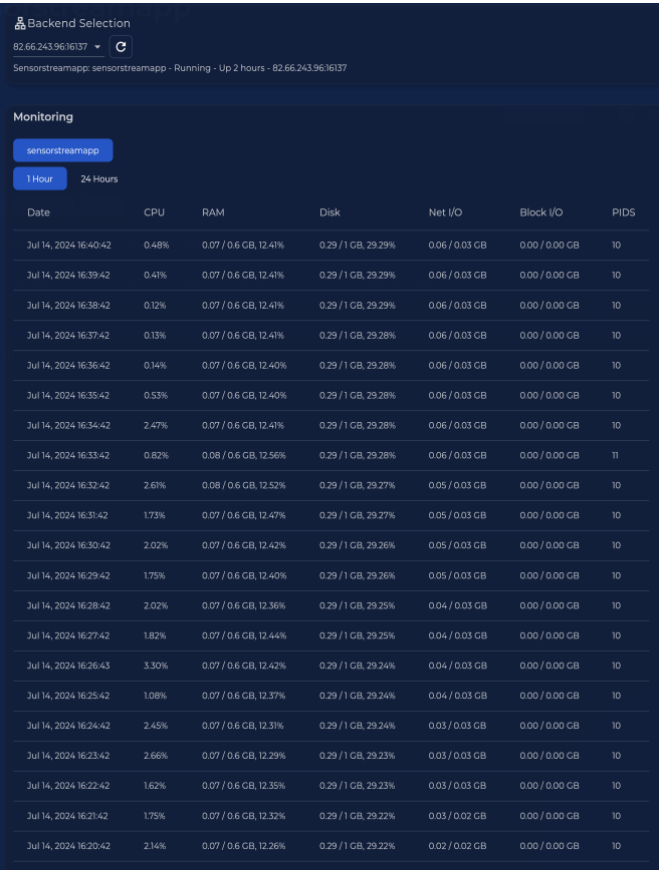 Backend Selection
82.66.243.96:16137
Sensorstreamapp: sensorstreamapp - Running - Up 2 hours - 82.66.243.96:16137
Monitoring
sensorstreamapp
1 Hour 24 Hours
Date CPU RAM Disk Net I/O Block I/O PIDS
Jul 14, 2024 16:40:42 0.48% 0.07 / 0.6 GB, 12.41% 0.29 / 1 GB, 29.29% 0.06 / 0.03 GB 0.00 / 0.00 GB 10
Jul 14, 2024 16:39:42 0.41% 0.07 / 0.6 GB, 12.41% 0.29 / 1 GB, 29.29% 0.06 / 0.03 GB 0.00 / 0.00 GB 10
Jul 14, 2024 16:38:42 0.12% 0.07 / 0.6 GB, 12.41% 0.29 / 1 GB, 29.29% 0.06 / 0.03 GB 0.00 / 0.00 GB 10
Jul 14, 2024 16:37:42 0.13% 0.07 / 0.6 GB, 12.41% 0.29 / 1 GB, 29.28% 0.06 / 0.03 GB 0.00 / 0.00 GB 10
Jul 14, 2024 16:36:42 0.14% 0.07 / 0.6 GB, 12.40% 0.29 / 1 GB, 29.28% 0.06 / 0.03 GB 0.00 / 0.00 GB 10
Jul 14, 2024 16:35:42 0.53% 0.07 / 0.6 GB, 12.40% 0.29 / 1 GB, 29.28% 0.06 / 0.03 GB 0.00 / 0.00 GB 10
Jul 14, 2024 16:34:42 2.47% 0.07 / 0.6 GB, 12.41% 0.29 / 1 GB, 29.28% 0.06 / 0.03 GB 0.00 / 0.00 GB 10
Jul 14, 2024 16:33:42 0.82% 0.08 / 0.6 GB, 12.56% 0.29 / 1 GB, 29.28% 0.06 / 0.03 GB 0.00 / 0.00 GB 11
Jul 14, 2024 16:32:42 2.61% 0.08 / 0.6 GB, 12.52% 0.29 / 1 GB, 29.27% 0.05 / 0.03 GB 0.00 / 0.00 GB 10
Jul 14, 2024 16:31:42 1.73% 0.07 / 0.6 GB, 12.47% 0.29 / 1 GB, 29.27% 0.05 / 0.03 GB 0.00 / 0.00 GB 10
Jul 14, 2024 16:30:42 2.02% 0.07 / 0.6 GB, 12.42% 0.29 / 1 GB, 29.26% 0.05 / 0.03 GB 0.00 / 0.00 GB 10
Jul 14, 2024 16:29:42 1.75% 0.07 / 0.6 GB, 12.40% 0.29 / 1 GB, 29.26% 0.05 / 0.03 GB 0.00 / 0.00 GB 10
Jul 14, 2024 16:28:42 2.02% 0.07 / 0.6 GB, 12.36% 0.29 / 1 GB, 29.25% 0.04 / 0.03 GB 0.00 / 0.00 GB 10
Jul 14, 2024 16:27:42 1.82% 0.07 / 0.6 GB, 12.44% 0.29 / 1 GB, 29.25% 0.04 / 0.03 GB 0.00 / 0.00 GB 10
Jul 14, 2024 16:26:43 3.30% 0.07 / 0.6 GB, 12.42% 0.29 / 1 GB, 29.24% 0.04 / 0.03 GB 0.00 / 0.00 GB 10
Jul 14, 2024 16:25:42 1.08% 0.07 / 0.6 GB, 12.37% 0.29 / 1 GB, 29.24% 0.04 / 0.03 GB 0.00 / 0.00 GB 10
Jul 14, 2024 16:24:42 2.45% 0.07 / 0.6 GB, 12.31% 0.29 / 1 GB, 29.24% 0.03 / 0.03 GB 0.00 / 0.00 GB 10
Jul 14, 2024 16:23:42 2.66% 0.07 / 0.6 GB, 12.29% 0.29 / 1 GB, 29.23% 0.03 / 0.03 GB 0.00 / 0.00 GB 10
Jul 14, 2024 16:22:42 1.62% 0.07 / 0.6 GB, 12.35% 0.29 / 1 GB, 29.23% 0.03 / 0.03 GB 0.00 / 0.00 GB 10
Jul 14, 2024 16:21:42 1.75% 0.07 / 0.6 GB, 12.32% 0.29 / 1 GB, 29.22% 0.03 / 0.02 GB 0.00 / 0.00 GB 10
Jul 14, 2024 16:20:42 2.14% 0.07 / 0.6 GB, 12.26% 0.29 / 1 GB, 29.22% 0.02 / 0.02 GB 0.00 / 0.00 GB 10